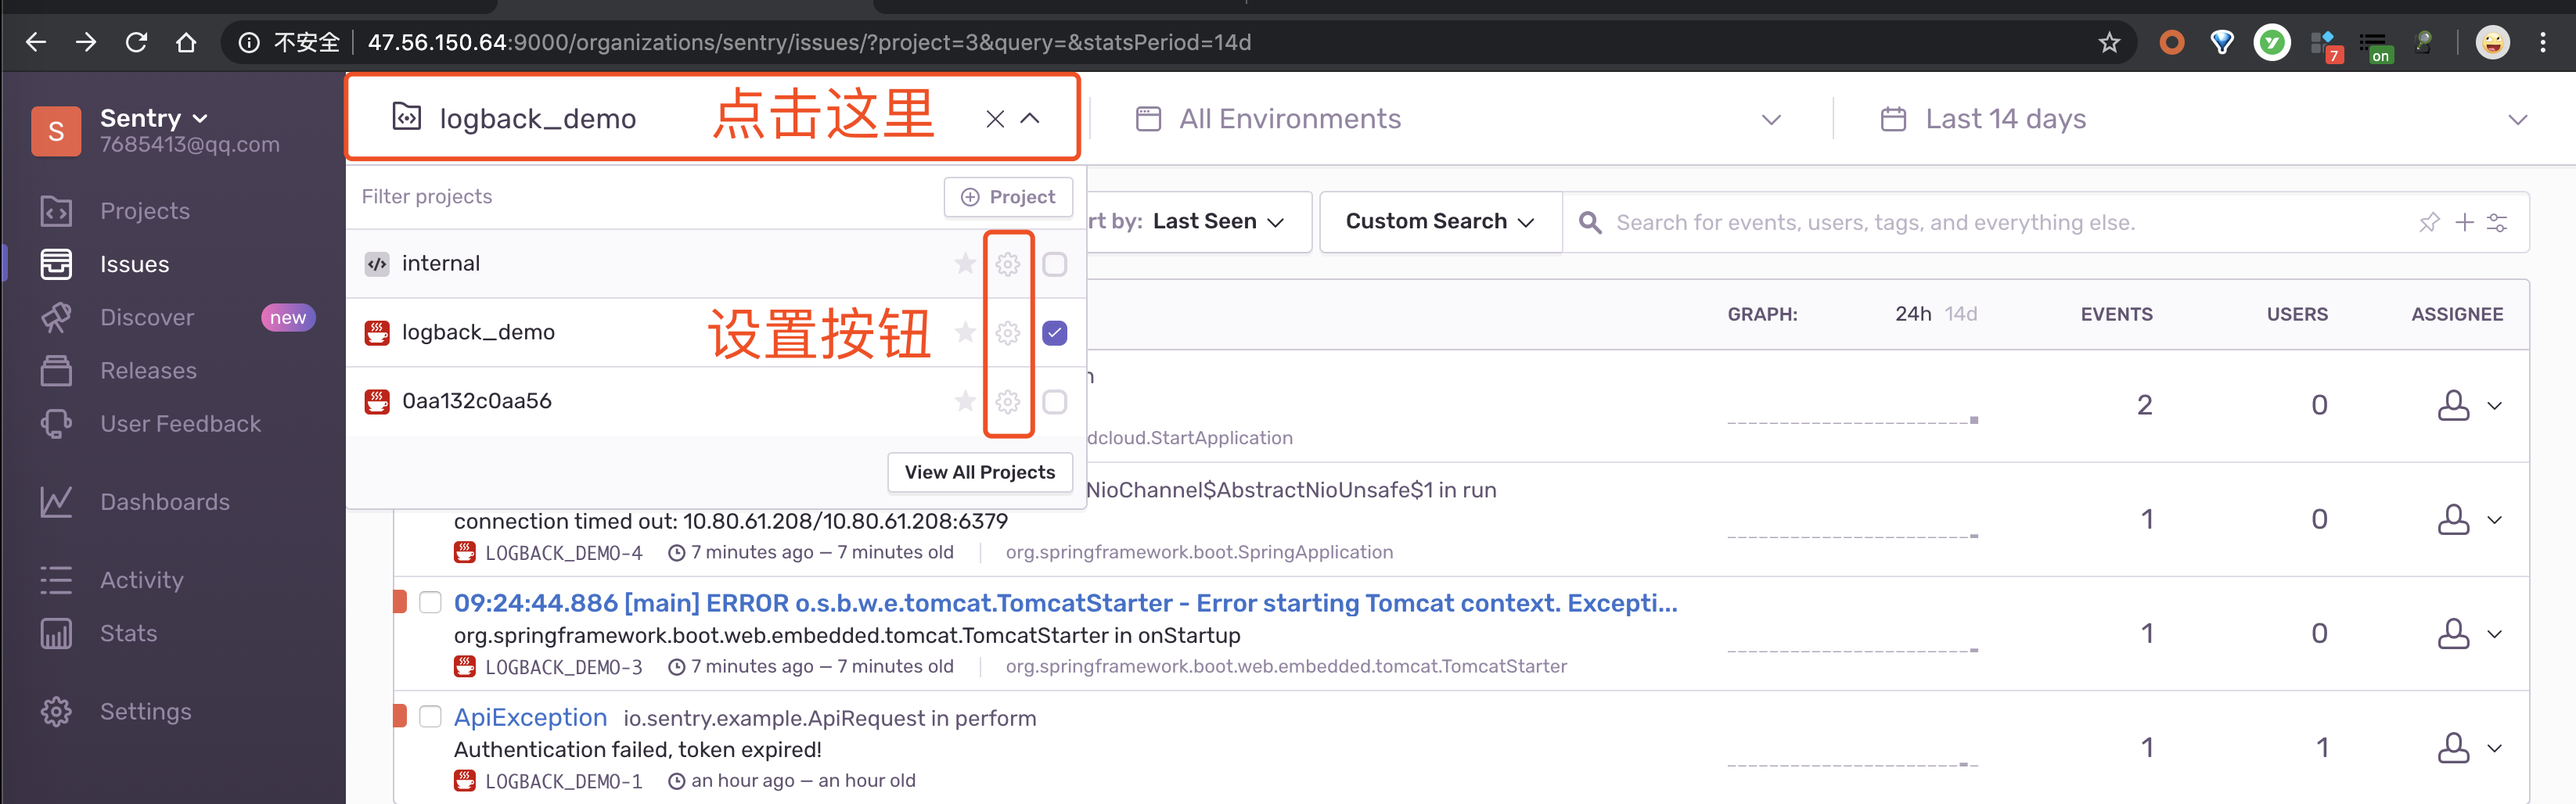 不安全 47.56.150.64:9000/organizations/sentry/issues/?project=3&query=&statsPeriod=14d
7
on
S
Sentry
7685413@qq.com
Projects
Issues
Discover new
Releases
User Feedback
Dashboards
Activity
Stats
Settings
logback_demo 点击这里
All Environments
Last 14 days
Filter projects
Project
internal
logback_demo 设置按钮
0aa132c0aa56
View All Projects
rt by: Last Seen
Custom Search
Search for events, users, tags, and everything else.
GRAPH: 24h 14d EVENTS USERS ASSIGNEE
n
dcloud.StartApplication
2 0
NioChannel$AbstractNioUnsafe$1 in run
connection timed out: 10.80.61.208/10.80.61.208:6379
LOGBACK_DEMO-4 7 minutes ago — 7 minutes old org.springframework.boot.SpringApplication
1 0
09:24:44.886 [main] ERROR o.s.b.w.e.tomcat.TomcatStarter - Error starting Tomcat context. Excepti...
org.springframework.boot.web.embedded.tomcat.TomcatStarter in onStartup
LOGBACK_DEMO-3 7 minutes ago — 7 minutes old org.springframework.boot.web.embedded.tomcat.TomcatStarter
1 0
ApiException io.sentry.example.ApiRequest in perform
Authentication failed, token expired!
LOGBACK_DEMO-1 an hour ago — an hour old
1 1